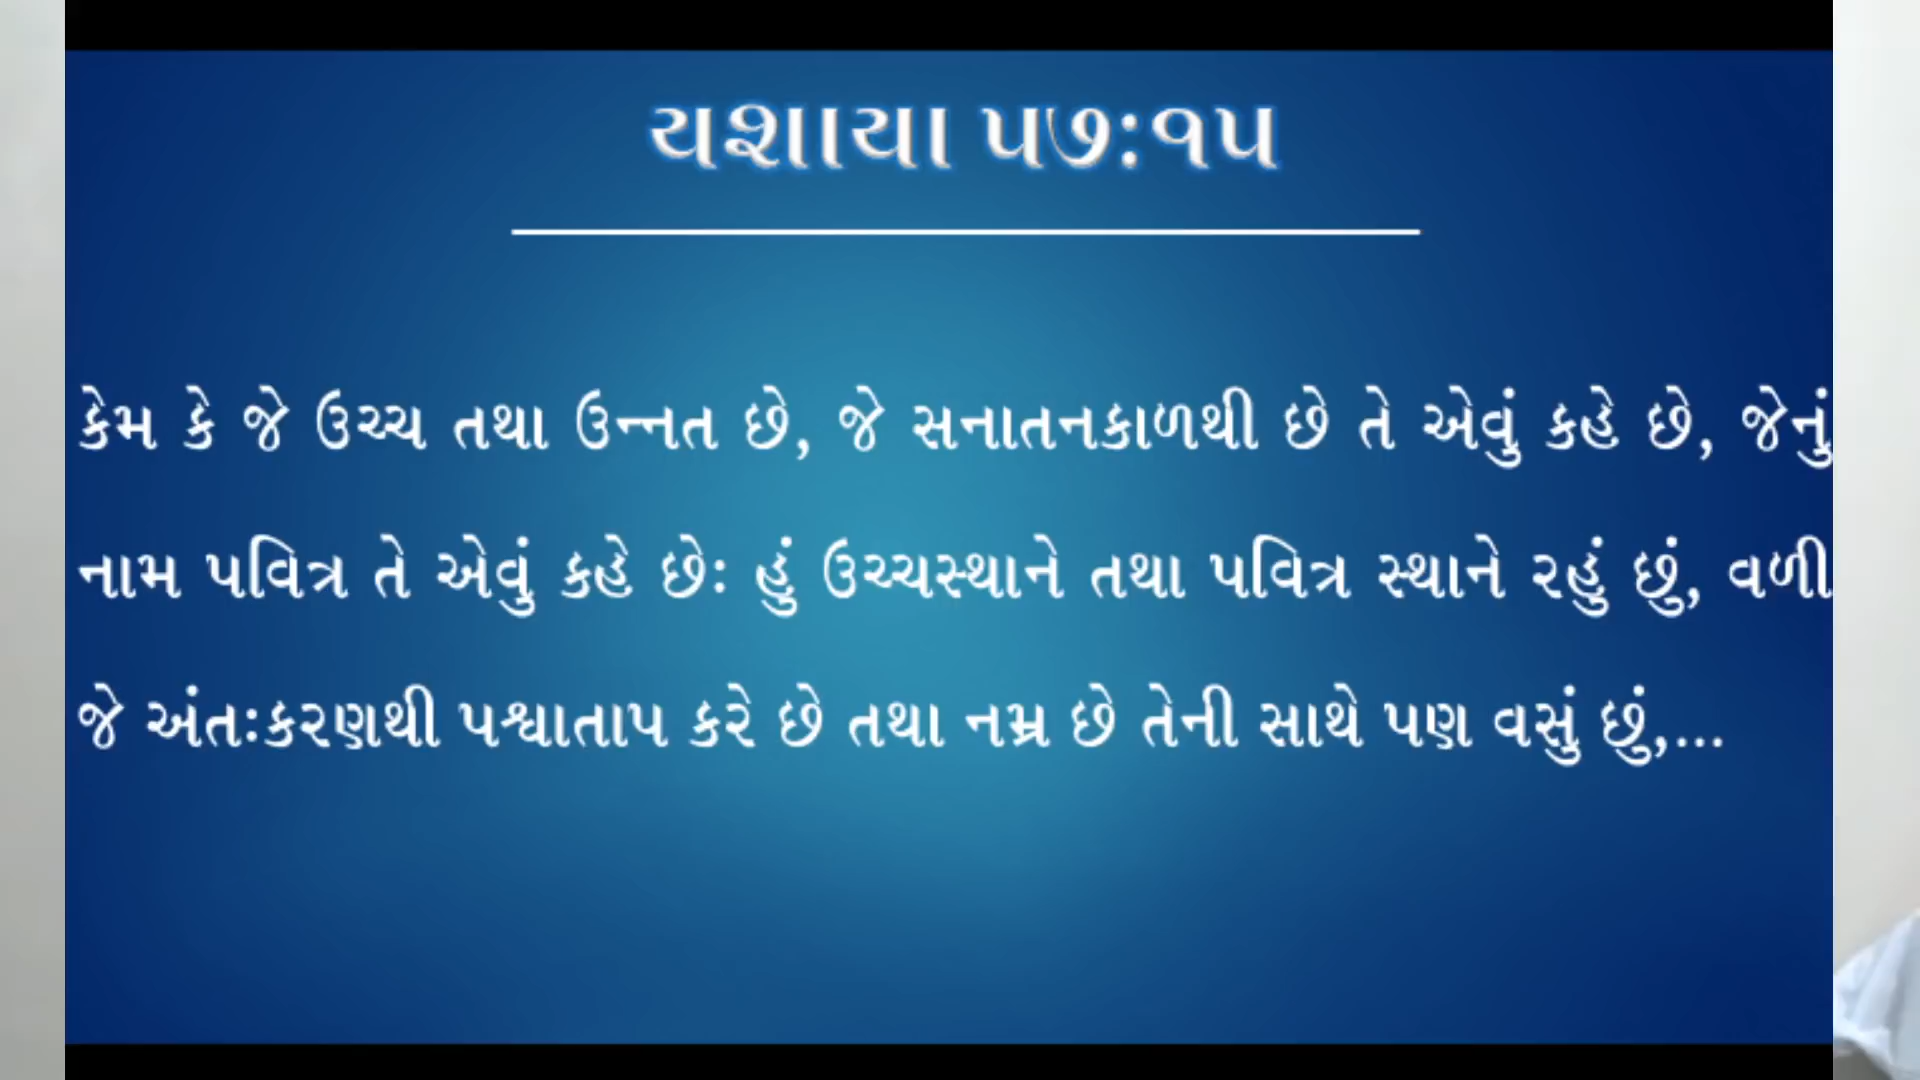 યશાયા ૫૭:૧૫
કેમ કે જે ઉચ્ચ તથા ઉન્નત છે, જે સનાતનકાળથી છે તે એવું કહે છે, જેનું
નામ પવિત્ર તે એવું કહે છેઃ હું ઉચ્ચસ્થાને તથા પવિત્ર સ્થાને રહું છું, વળી
જે અંતઃકરણથી પશ્ચાતાપ કરે છે તથા નમ્ર છે તેની સાથે પણ વસું છું,...